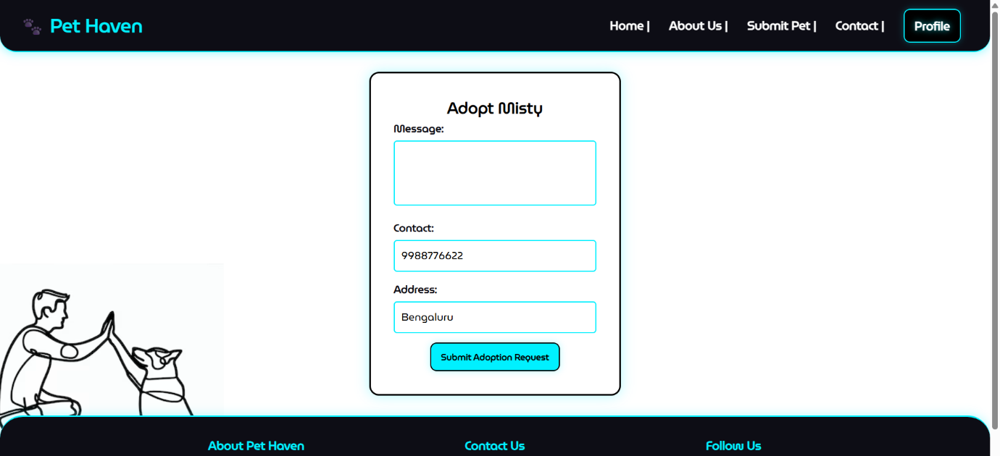 Pet Haven
Home | About Us | Submit Pet | Contact | Profile
Adopt Misty
Message:
Contact:
9988776622
Address:
Bengaluru
Submit Adoption Request
About Pet Haven Contact Us Follow Us